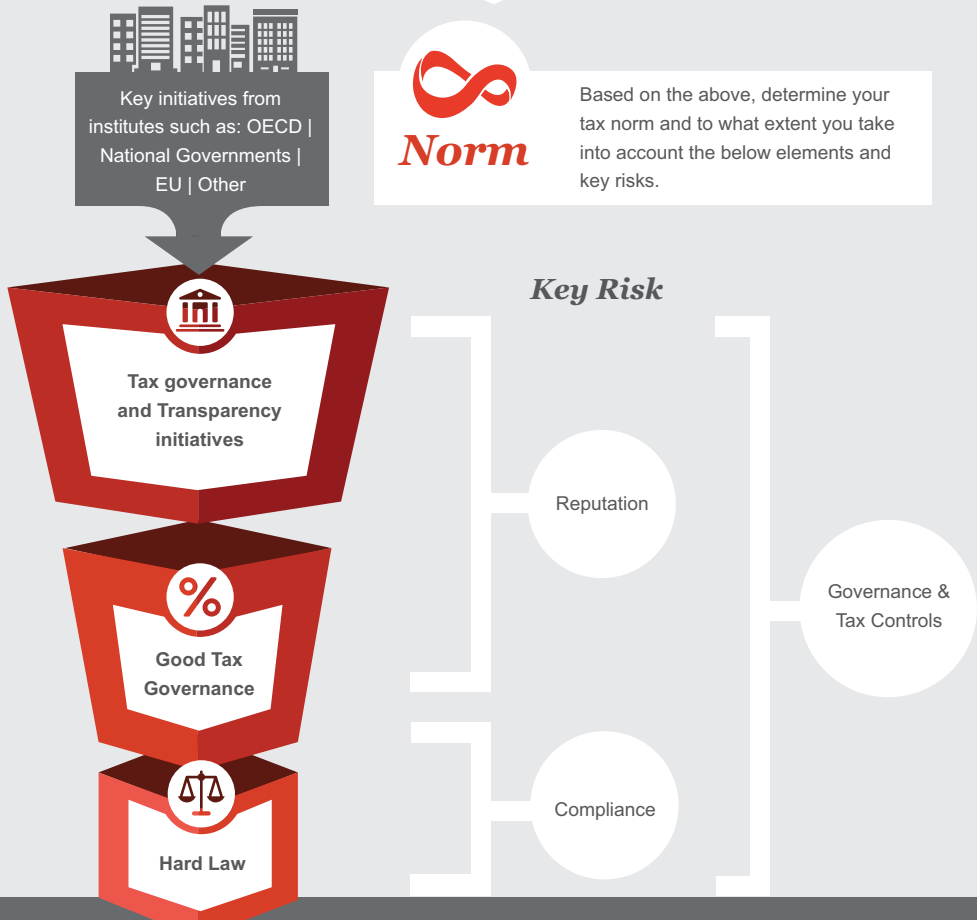 Key initiatives from
institutes such as: OECD |
National Governments |
EU | Other
Norm
Based on the above, determine your
tax norm and to what extent you take
into account the below elements and
key risks.
Key Risk
Tax governance
and Transparency
initiatives
Reputation
Governance &
Tax Controls
%
Good Tax
Governance
Compliance
Hard Law